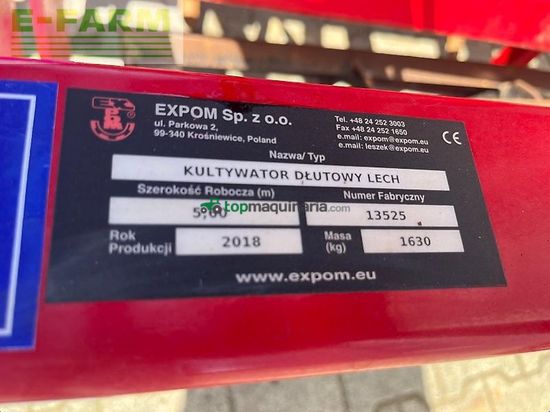 E-FARM
EXPOM Sp. z o.o.
ul. Parkowa 2,
99-340 Krośniewice, Poland
Tel. +48 24 252 3003
Fax +48 24 252 1650
e.mail: expom@expom.eu
e.mail: leszek@expom.eu
CE
Nazwa/Typ
KULTYWATOR DŁUTOWY LECH
Szerokość Robocza (m)
Numer Fabryczny
5,60
13525
topmaquinaria.com
Rok Produkcji
2018
Masa (kg)
1630
www.expom.eu